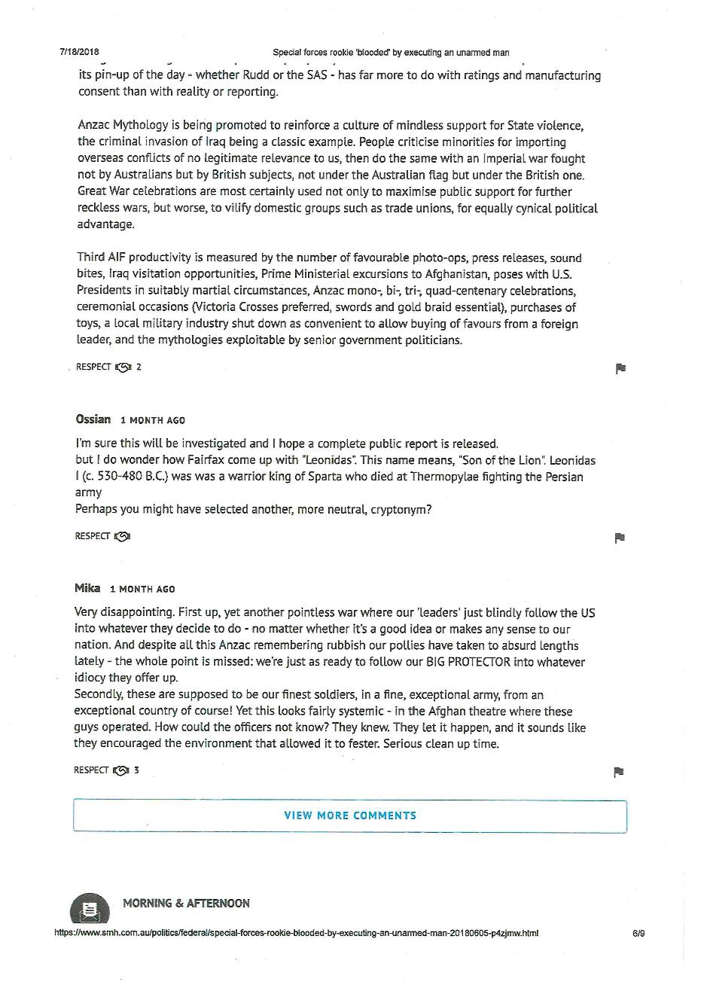 7/18/2018 Special forces rookie 'blooded' by executing an unarmed man
its pin-up of the day - whether Rudd or the SAS - has far more to do with ratings and manufacturing
consent than with reality or reporting.
Anzac Mythology is being promoted to reinforce a culture of mindless support for State violence,
the criminal invasion of Iraq being a classic example. People criticise minorities for importing
overseas conflicts of no legitimate relevance to us, then do the same with an Imperial war fought
not by Australians but by British subjects, not under the Australian flag but under the British one.
Great War celebrations are most certainly used not only to maximise public support for further
reckless wars, but worse, to vilify domestic groups such as trade unions, for equally cynical political
advantage.
Third AIF productivity is measured by the number of favourable photo-ops, press releases, sound
bites, Iraq visitation opportunities, Prime Ministerial excursions to Afghanistan, poses with U.S.
Presidents in suitably martial circumstances, Anzac mono-, bi-, tri-, quad-centenary celebrations,
ceremonial occasions (Victoria Crosses preferred, swords and gold braid essential), purchases of
toys, a local military industry shut down as convenient to allow buying of favours from a foreign
leader, and the mythologies exploitable by senior government politicians.
RESPECT 2
Ossian 1 MONTH AGO
I'm sure this will be investigated and I hope a complete public report is released.
but I do wonder how Fairfax come up with "Leonidas". This name means, "Son of the Lion". Leonidas
I (c. 530-480 B.C.) was was a warrior king of Sparta who died at Thermopylae fighting the Persian
army
Perhaps you might have selected another, more neutral, cryptonym?
RESPECT
Mika 1 MONTH AGO
Very disappointing. First up, yet another pointless war where our 'leaders' just blindly follow the US
into whatever they decide to do - no matter whether it's a good idea or makes any sense to our
nation. And despite all this Anzac remembering rubbish our pollies have taken to absurd lengths
lately - the whole point is missed: we're just as ready to follow our BIG PROTECTOR into whatever
idiocy they offer up.
Secondly, these are supposed to be our finest soldiers, in a fine, exceptional army, from an
exceptional country of course! Yet this looks fairly systemic - in the Afghan theatre where these
guys operated. How could the officers not know? They knew. They let it happen, and it sounds like
they encouraged the environment that allowed it to fester. Serious clean up time.
RESPECT 3
VIEW MORE COMMENTS
MORNING & AFTERNOON
https://www.smh.com.au/politics/federal/special-forces-rookie-blooded-by-executing-an-unarmed-man-20180605-p4zjmw.html 6/9